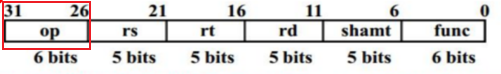 31 26 21 16 11 6 0
op rs rt rd shamt func
6 bits 5 bits 5 bits 5 bits 5 bits 6 bits